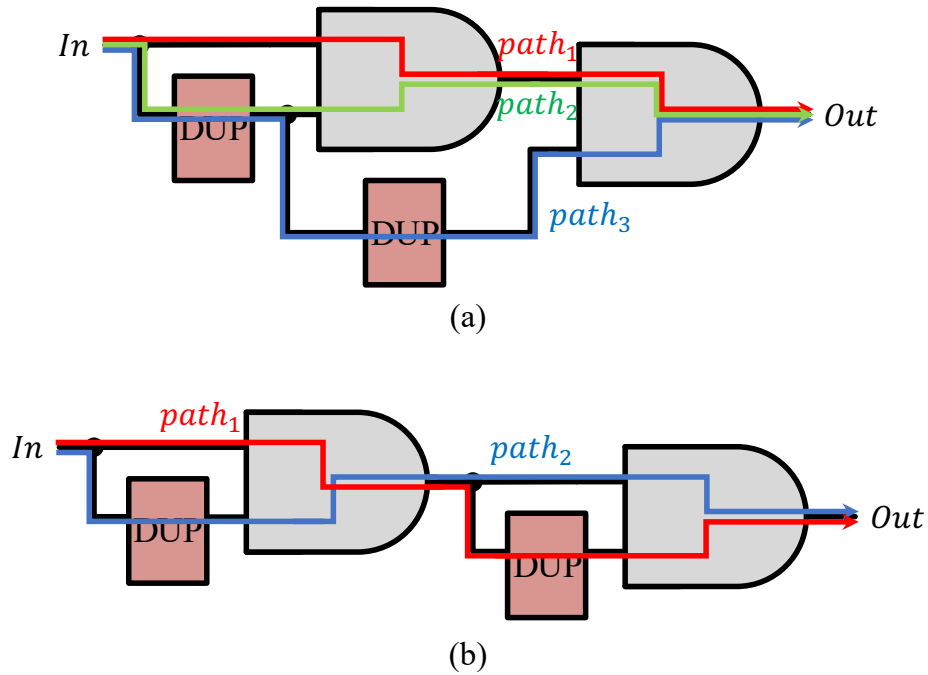 In
path₁
path₂
DUP
Out
DUP
path₃
(a)
path₁
In
path₂
DUP
Out
DUP
(b)